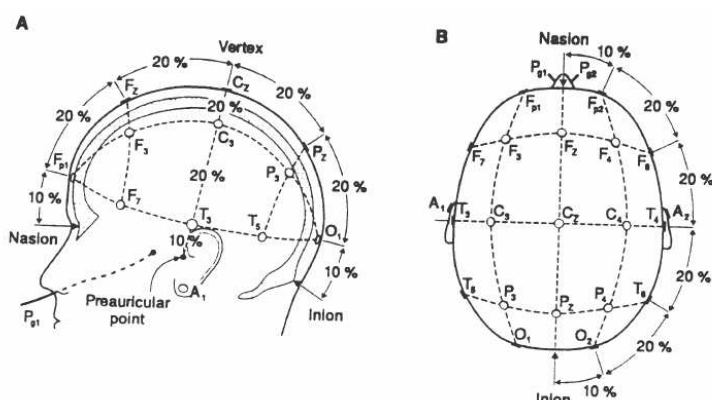 A
Vertex
20 %
20 %
Fz
Cz
20 %
20 %
20 %
F3
C3
Pz
Fp1
20 %
P3
20 %
10 %
F7
T3
T5
O1
Nasion
10 %
10 %
Preauricular
point
A1
Inion
Pg1
B
Nasion
10 %
Pg1
Pg2
20 %
Fp1
Fp2
F7
F3
Fz
F4
F8
20 %
A1
T3
C3
Cz
C4
T4
A2
T5
P3
Pz
P4
T6
20 %
O1
O2
20 %
10 %
Inion